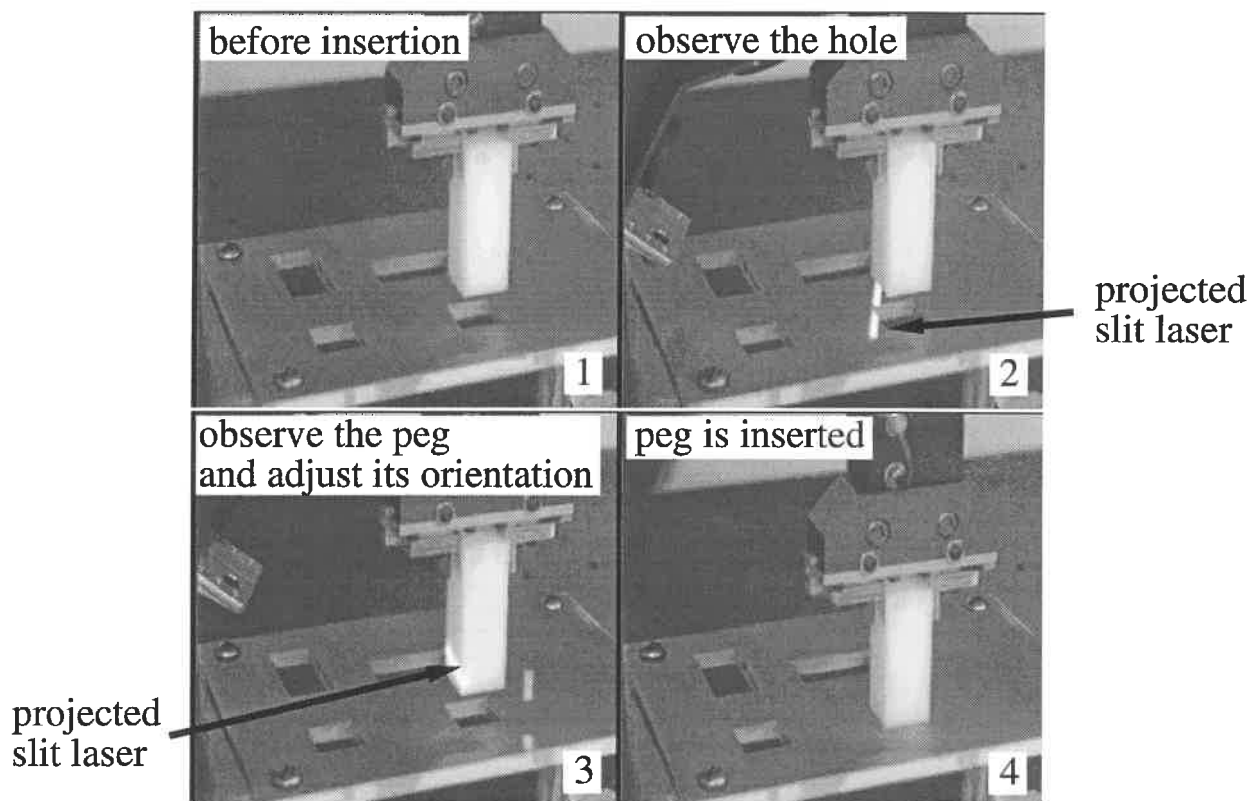 before insertion
observe the hole
projected
slit laser
1
2
observe the peg
and adjust its orientation
peg is inserted
projected
slit laser
3
4